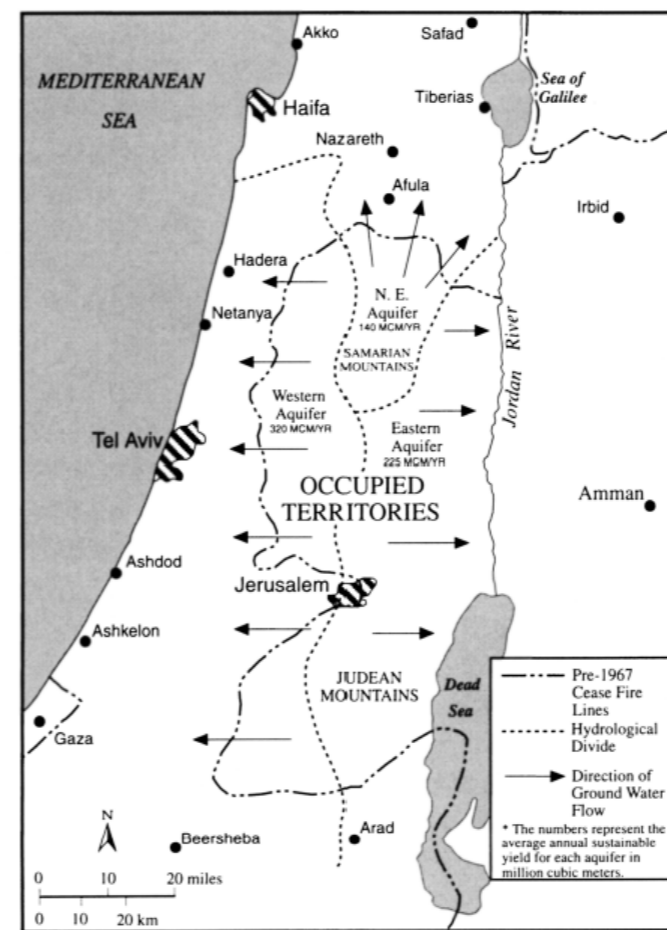 Akko
Safad
MEDITERRANEAN
SEA
Sea of
Galilee
Haifa
Tiberias
Nazareth
Afula
Irbid
Hadera
N. E.
Aquifer
140 MCM/YR
Netanya
SAMARIAN
MOUNTAINS
Jordan River
Western
Aquifer
320 MCM/YR
Tel Aviv
Eastern
Aquifer
225 MCM/YR
OCCUPIED
TERRITORIES
Amman
Ashdod
Jerusalem
Ashkelon
JUDEAN
MOUNTAINS
Dead
Sea
Gaza
Pre-1967
Cease Fire
Lines
Hydrological
Divide
Direction of
Ground Water
Flow
* The numbers represent the
average annual sustainable
yield for each aquifer in
million cubic meters.
N
Beersheba
Arad
0 10 20 miles
0 10 20 km